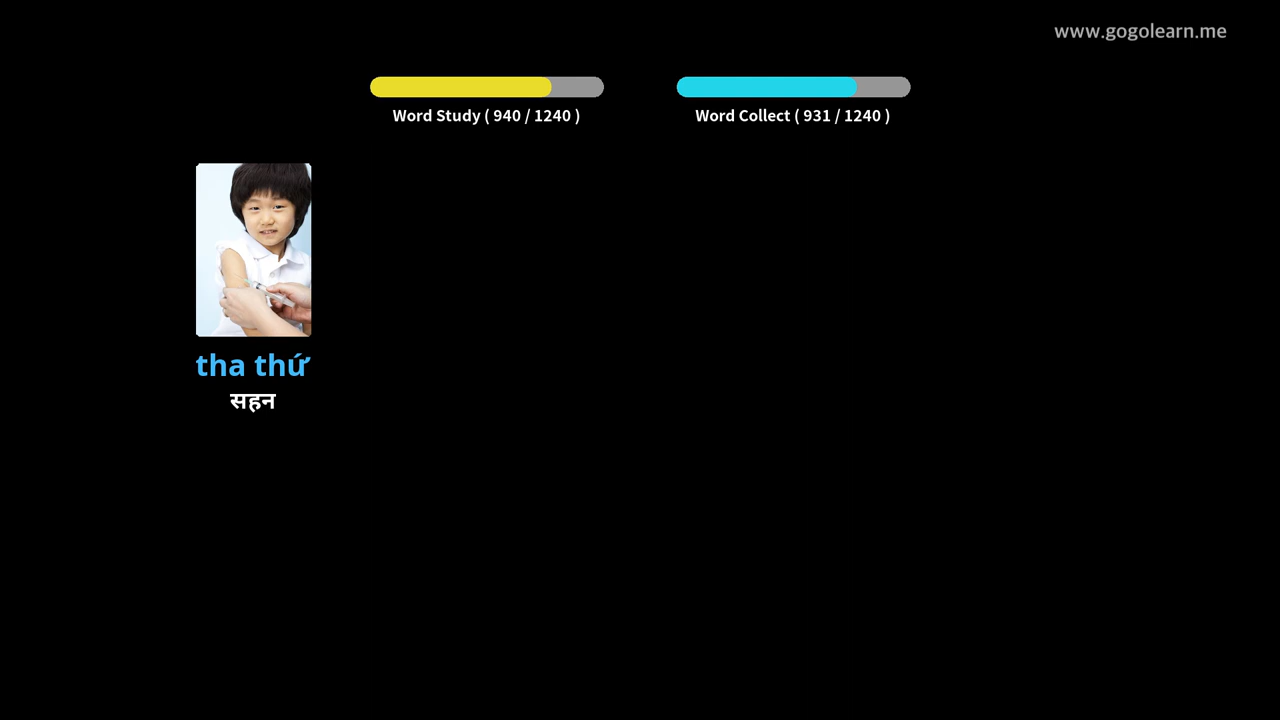 www.gogolearn.me
Word Study ( 940 / 1240 )
Word Collect ( 931 / 1240 )
tha thứ
सहन